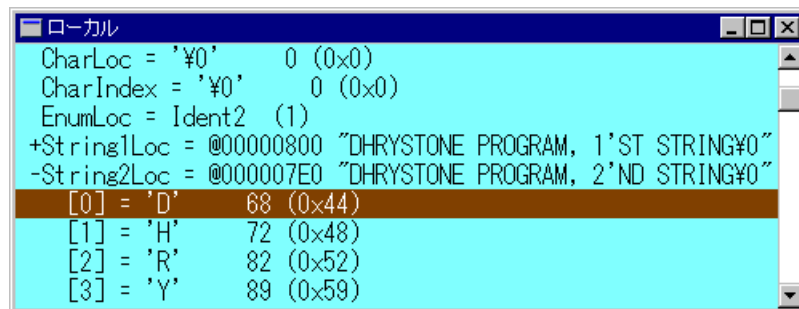 ローカル
CharLoc = '¥0' 0 (0x0)
CharIndex = '¥0' 0 (0x0)
EnumLoc = Ident2 (1)
+String1Loc = @00000800 "DHRYSTONE PROGRAM, 1'ST STRING¥0"
-String2Loc = @000007E0 "DHRYSTONE PROGRAM, 2'ND STRING¥0"
[0] = 'D' 68 (0x44)
[1] = 'H' 72 (0x48)
[2] = 'R' 82 (0x52)
[3] = 'Y' 89 (0x59)